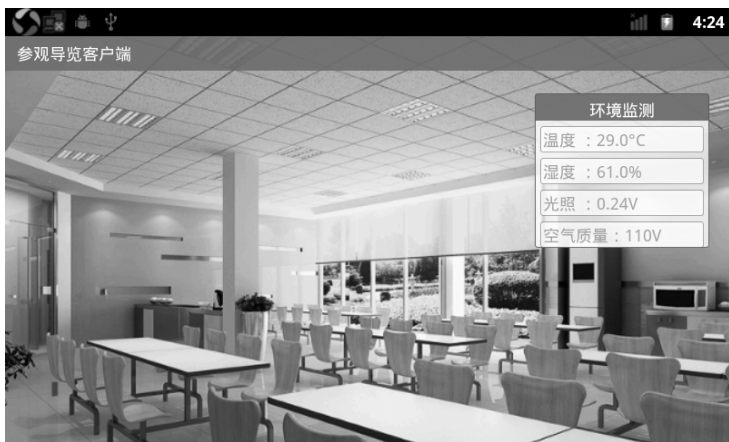 4:24
参观导览客户端
环境监测
温度 ：29.0°C
湿度 ：61.0%
光照 ：0.24V
空气质量：110V